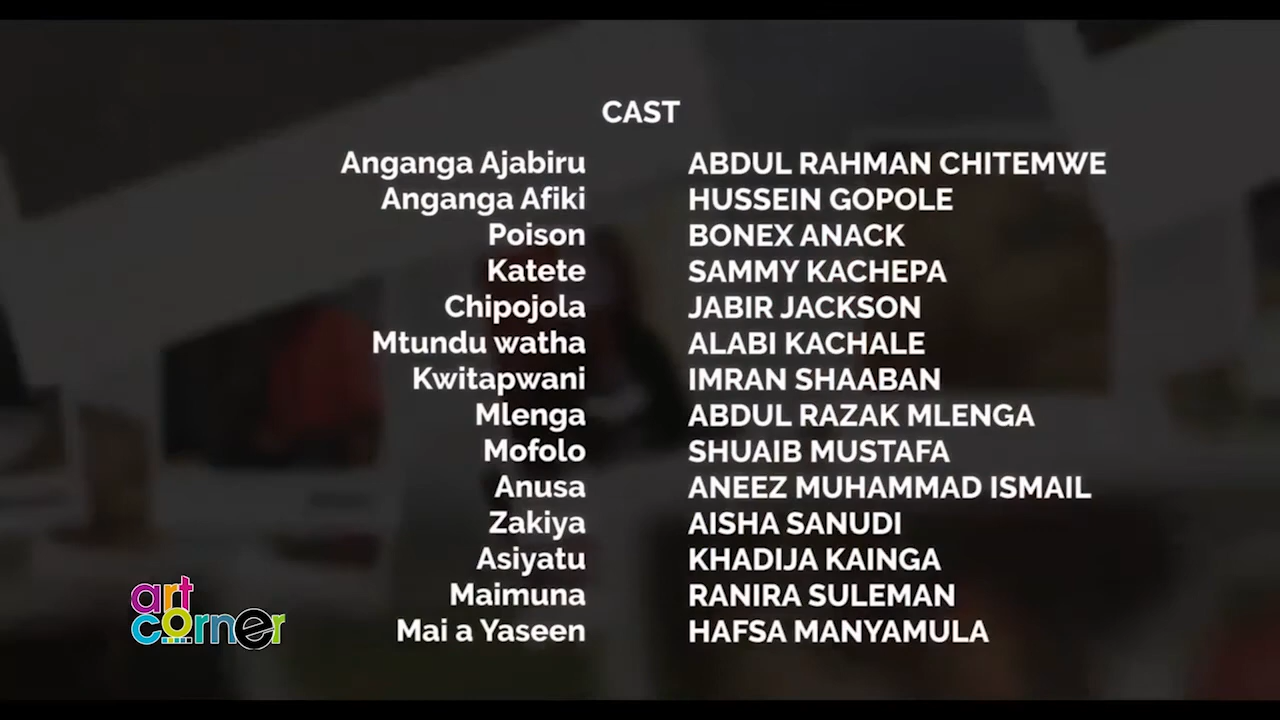 CAST
Anganga Ajabiru ABDUL RAHMAN CHITEMWE
Anganga Afiki HUSSEIN GOPOLE
Poison BONEX ANACK
Katete SAMMY KACHEPA
Chipojola JABIR JACKSON
Mtundu watha ALABI KACHALE
Kwitapwani IMRAN SHAABAN
Mlenga ABDUL RAZAK MLENGA
Mofolo SHUAIB MUSTAFA
Anusa ANEEZ MUHAMMAD ISMAIL
Zakiya AISHA SANUDI
Asiyatu KHADIJA KAINGA
Maimuna RANIRA SULEMAN
Mai a Yaseen HAFSA MANYAMULA
art
corner